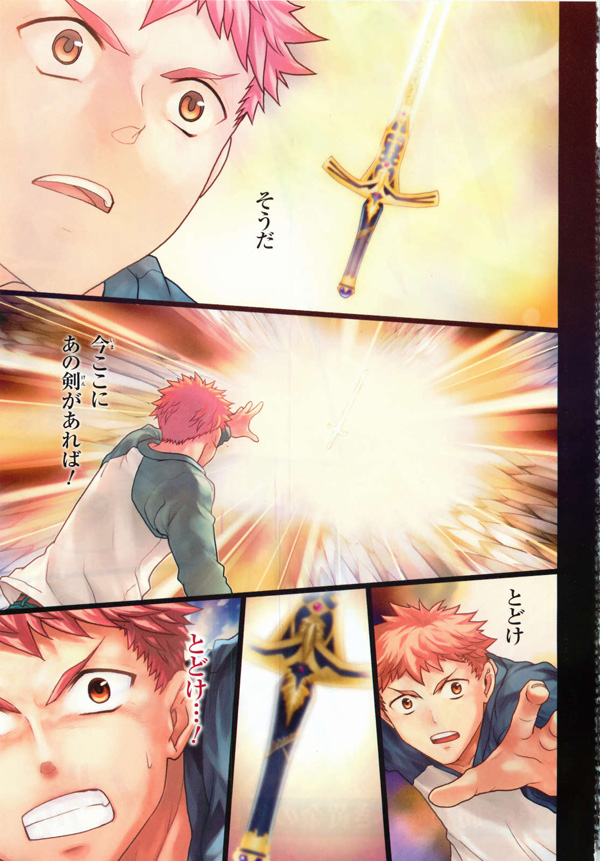 そうだ
今ここに
あの剣があれば！
とどけ
とどけ…！